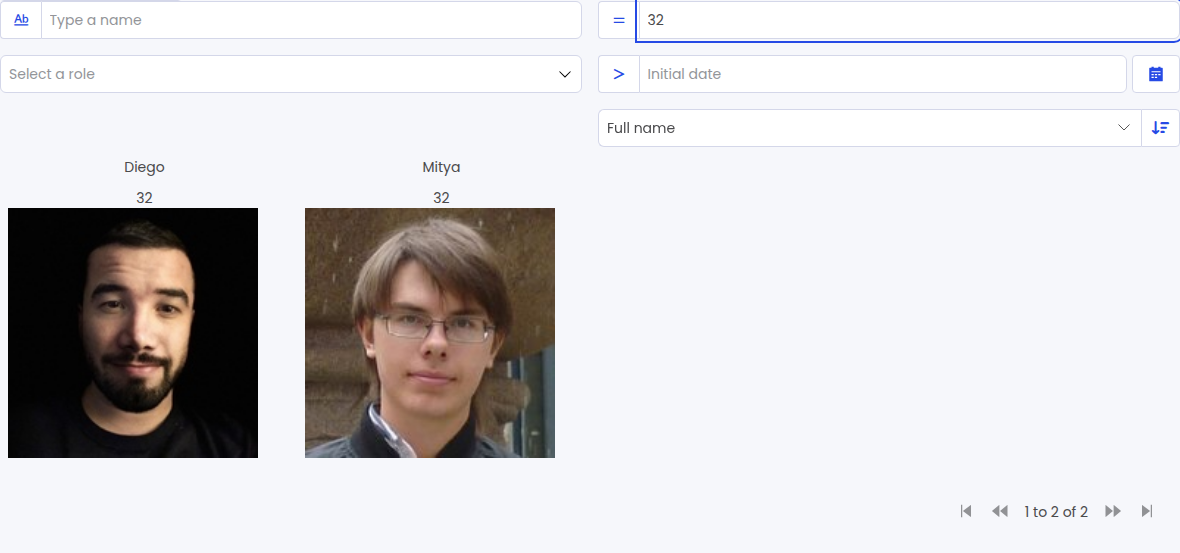 Ab Type a name
= 32
Select a role
> Initial date
Full name
Diego
32
Mitya
32
1 to 2 of 2